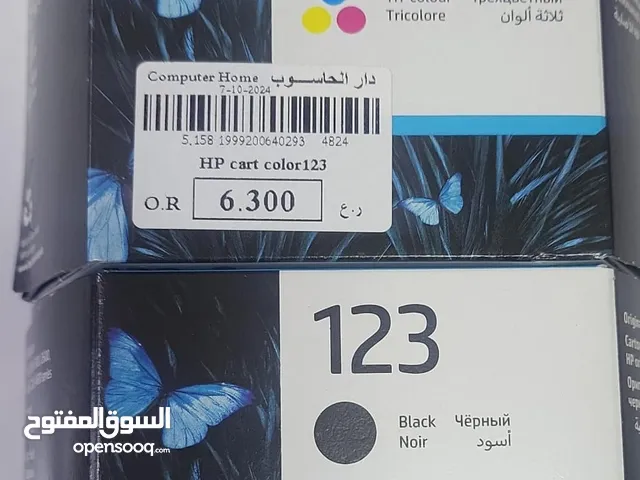 Tricolore ثلاثة ألوان
Computer Home دار الحاســـوب
7-10-2024
5.158 1999200640293 4824
HP cart color123
O.R 6.300 ر.ع
123
Black Чёрный
Noir أسود
السوق المفتوح
opensooq.com